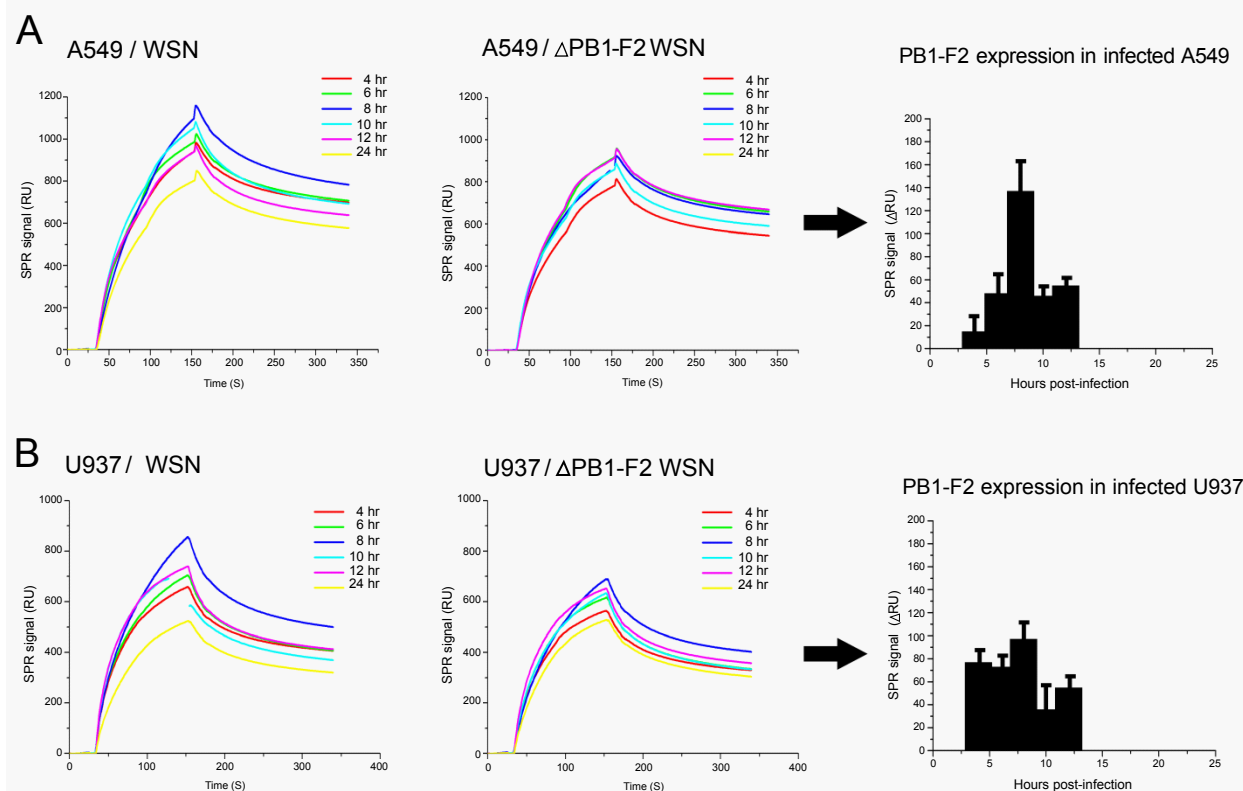 A
A549 / WSN
A549 / △PB1-F2 WSN
PB1-F2 expression in infected A549
4 hr
6 hr
8 hr
10 hr
12 hr
24 hr
1200
1000
800
600
400
200
0
SPR signal (RU)
0 50 100 150 200 250 300 350
Time (S)
4 hr
6 hr
8 hr
10 hr
12 hr
24 hr
1200
1000
800
600
400
200
0
SPR signal (RU)
0 50 100 150 200 250 300 350
Time (S)
200
180
160
140
120
100
80
60
40
20
0
SPR signal (△RU)
0 5 10 15 20 25
Hours post-infection
B
U937 / WSN
U937 / △PB1-F2 WSN
PB1-F2 expression in infected U937
4 hr
6 hr
8 hr
10 hr
12 hr
24 hr
1000
800
600
400
200
0
SPR signal (RU)
0 100 200 300 400
Time (S)
4 hr
6 hr
8 hr
10 hr
12 hr
24 hr
1000
800
600
400
200
0
SPR signal (RU)
0 100 200 300 400
Time (S)
200
180
160
140
120
100
80
60
40
20
0
SPR signal (△RU)
0 5 10 15 20 25
Hours post-infection